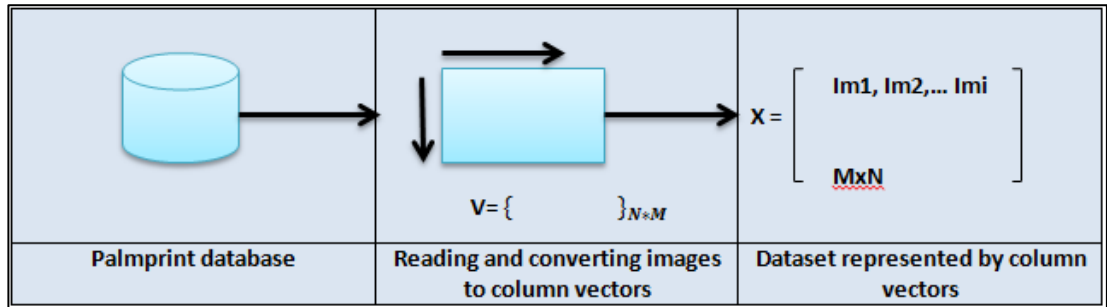 Im1, Im2,... Imi
X =
MxN
V= { }N*M
Palmprint database
Reading and converting images
to column vectors
Dataset represented by column
vectors